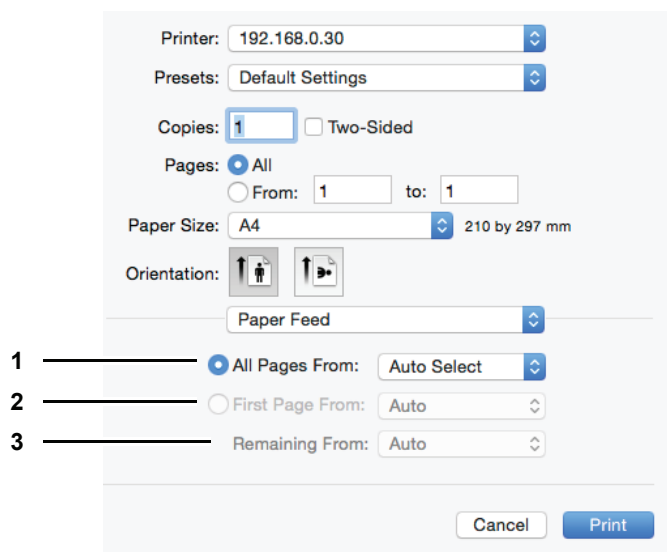 Printer: 192.168.0.30
Presets: Default Settings
Copies: 1 Two-Sided
Pages: All
From: 1 to: 1
Paper Size: A4 210 by 297 mm
Orientation:
Paper Feed
1 All Pages From: Auto Select
2 First Page From: Auto
3 Remaining From: Auto
Cancel Print